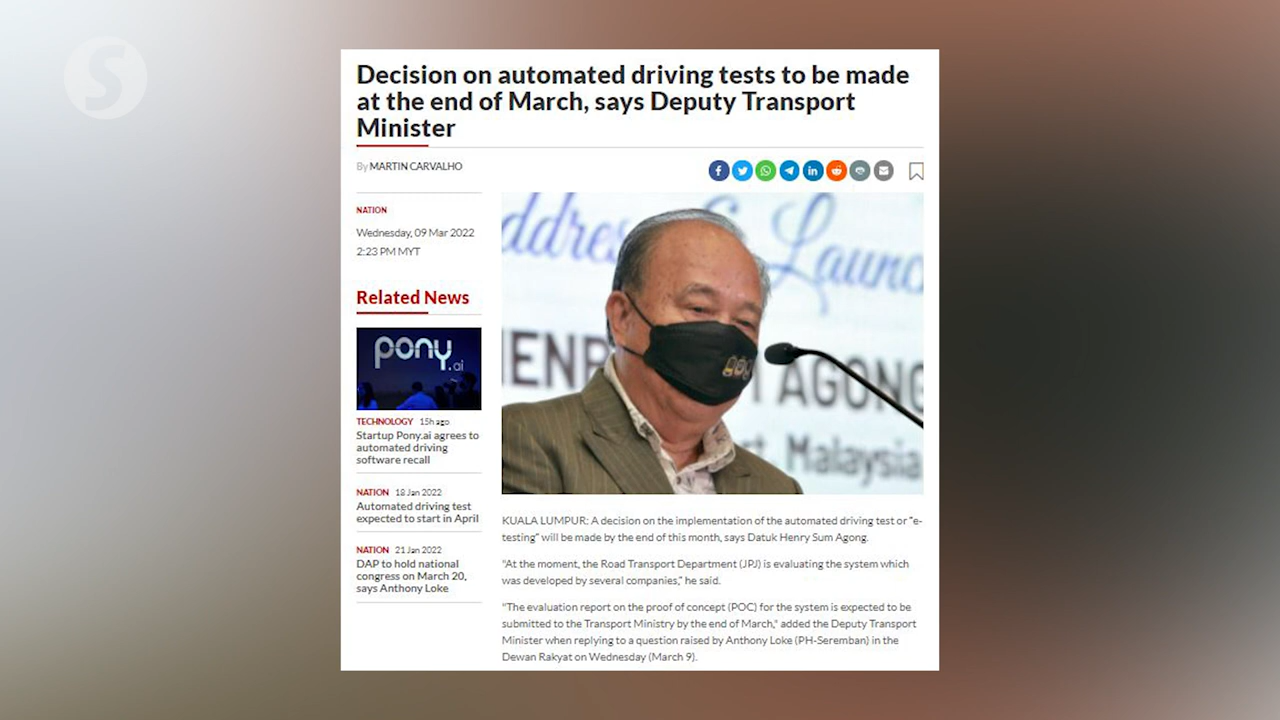 S
Decision on automated driving tests to be made
at the end of March, says Deputy Transport
Minister
By MARTIN CARVALHO
NATION
Wednesday, 09 Mar 2022
2:23 PM MYT
Related News
pony.ai
TECHNOLOGY 15h ago
Startup Pony.ai agrees to
automated driving
software recall
NATION 18 Jan 2022
Automated driving test
expected to start in April
NATION 21 Jan 2022
DAP to hold national
congress on March 20,
says Anthony Loke
ddres & Launc
HENR M AGONG
t, Malaysia
KUALA LUMPUR: A decision on the implementation of the automated driving test or "e-
testing" will be made by the end of this month, says Datuk Henry Sum Agong.
"At the moment, the Road Transport Department (JPJ) is evaluating the system which
was developed by several companies," he said.
"The evaluation report on the proof of concept (POC) for the system is expected to be
submitted to the Transport Ministry by the end of March," added the Deputy Transport
Minister when replying to a question raised by Anthony Loke (PH-Seremban) in the
Dewan Rakyat on Wednesday (March 9).